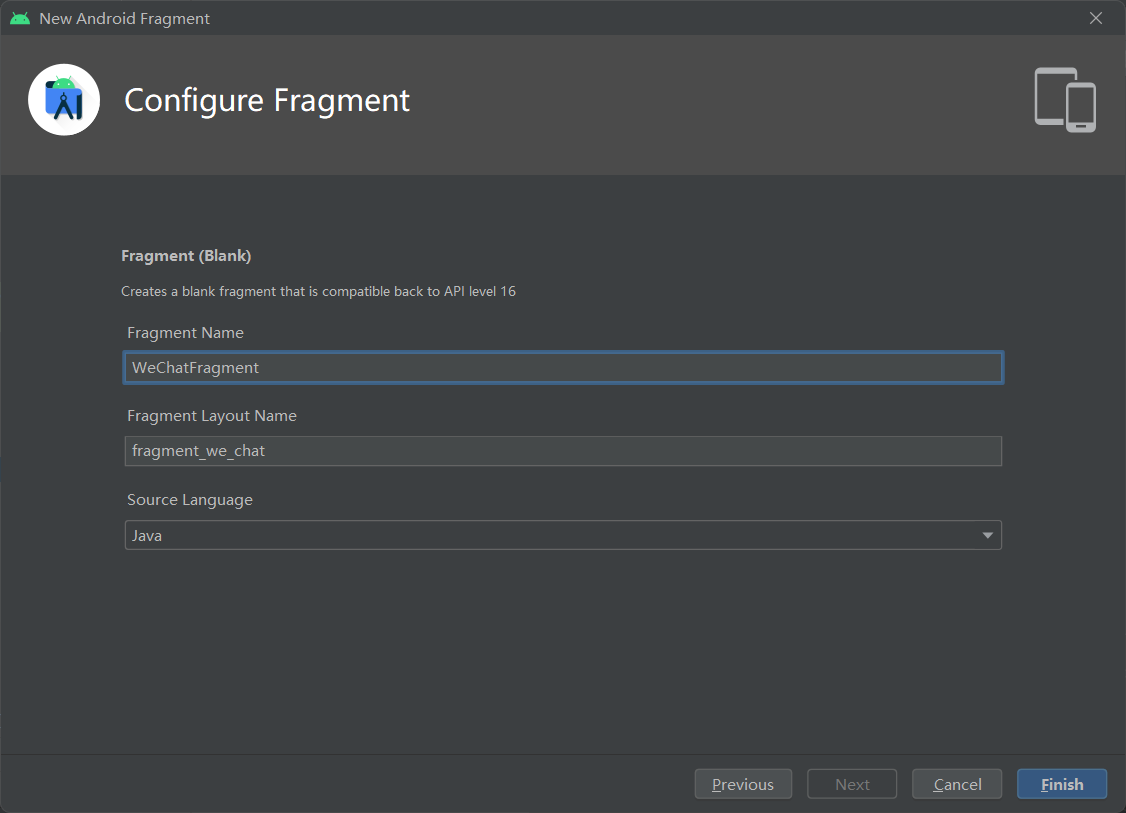 New Android Fragment
Configure Fragment
Fragment (Blank)
Creates a blank fragment that is compatible back to API level 16
Fragment Name
WeChatFragment
Fragment Layout Name
fragment_we_chat
Source Language
Java
Previous Next Cancel Finish